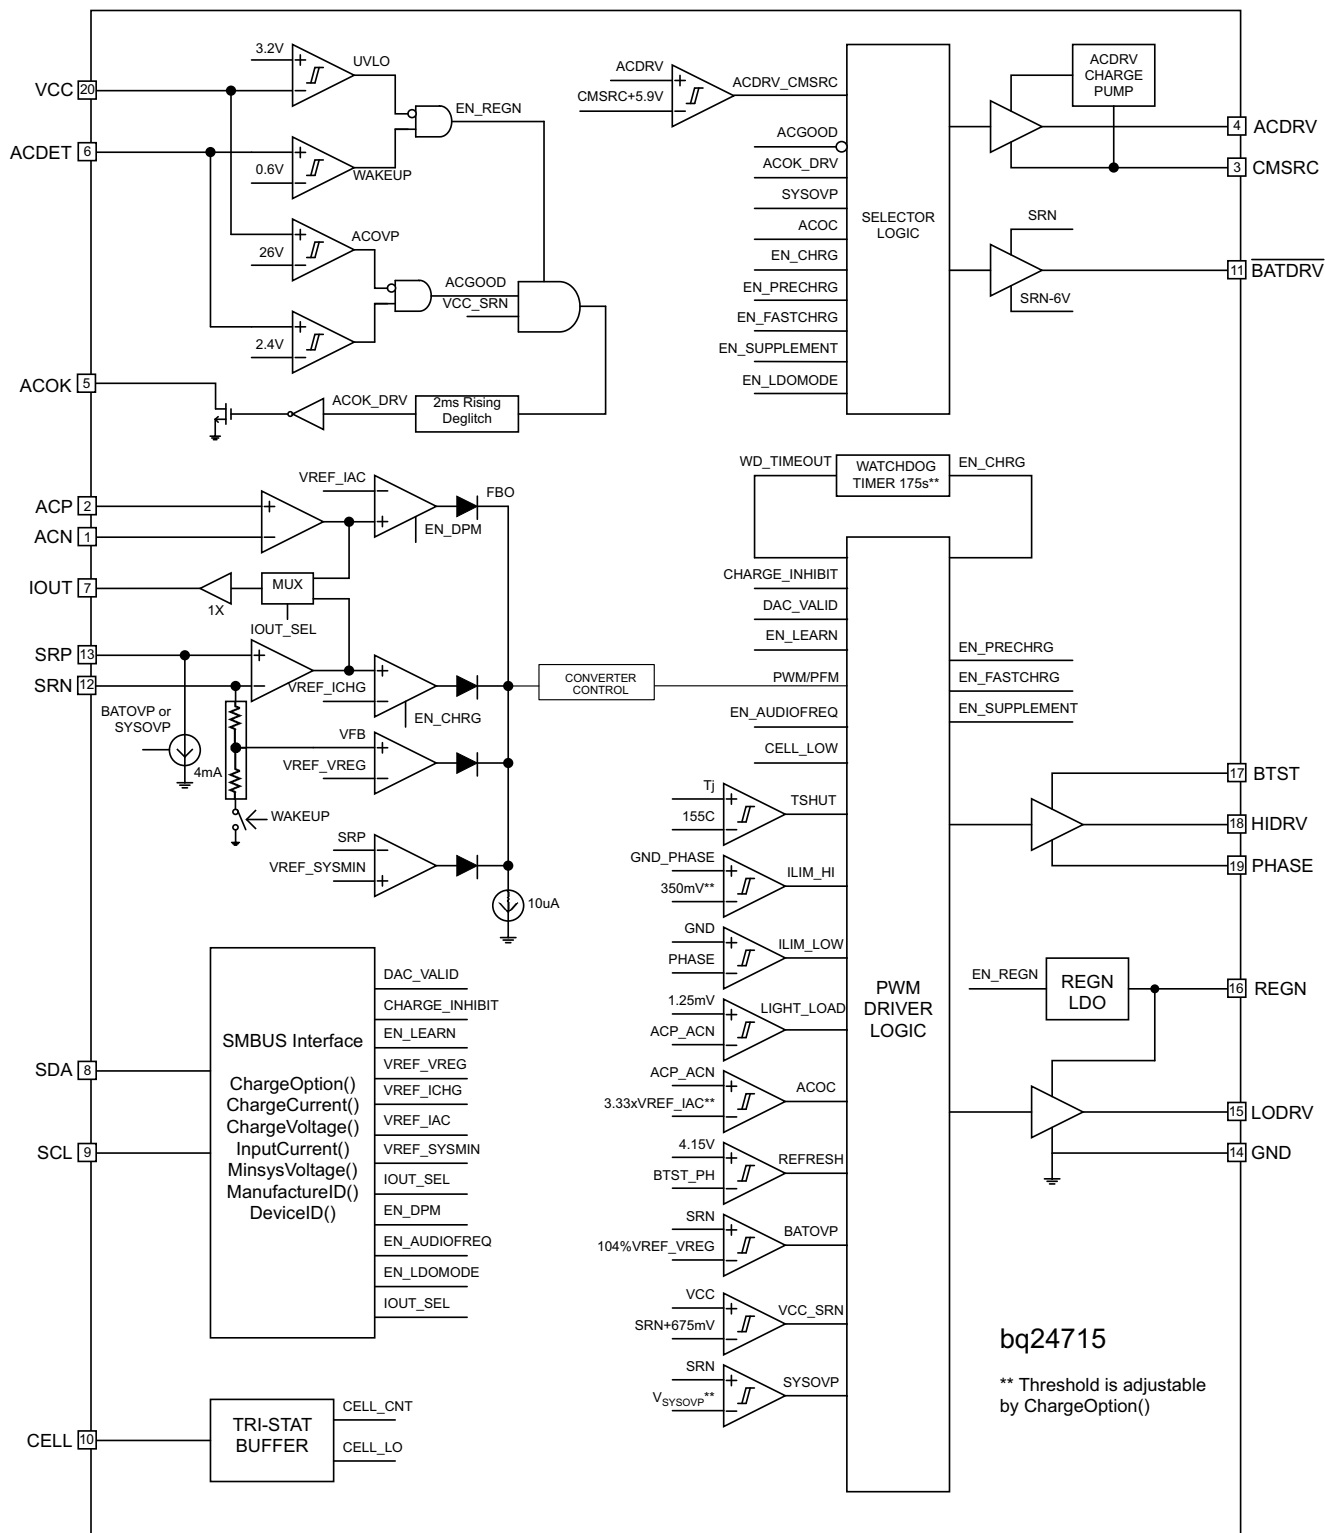 3.2V
UVLO
VCC 20
EN_REGN
ACDET 6
0.6V
WAKEUP
26V
ACOVP
ACGOOD
VCC_SRN
2.4V
ACOK 5
ACOK_DRV
2ms Rising
Deglitch
ACDRV
CMSRC+5.9V
ACDRV_CMSRC
ACGOOD
ACOK_DRV
SYSOVP
ACOC
EN_CHRG
EN_PRECHRG
EN_FASTCHRG
EN_SUPPLEMENT
EN_LDOMODE
SELECTOR
LOGIC
ACDRV
CHARGE
PUMP
4 ACDRV
3 CMSRC
SRN
11 BATDRV
SRN-6V
ACP 2
ACN 1
IOUT 7
SRP 13
SRN 12
VREF_IAC
FBO
EN_DPM
MUX
1X
IOUT_SEL
VREF_ICHG
EN_CHRG
BATOVP or
SYSOVP
4mA
VFB
VREF_VREG
WAKEUP
SRP
VREF_SYSMIN
10uA
CONVERTER
CONTROL
WD_TIMEOUT
WATCHDOG
TIMER 175s**
EN_CHRG
CHARGE_INHIBIT
DAC_VALID
EN_LEARN
PWM/PFM
EN_AUDIOFREQ
CELL_LOW
Tj
155C
TSHUT
GND_PHASE
350mV**
ILIM_HI
GND
PHASE
ILIM_LOW
1.25mV
ACP_ACN
LIGHT_LOAD
ACP_ACN
3.33xVREF_IAC**
ACOC
4.15V
BTST_PH
REFRESH
SRN
104%VREF_VREG
BATOVP
VCC
SRN+675mV
VCC_SRN
SRN
VSYSOVP**
SYSOVP
PWM
DRIVER
LOGIC
EN_PRECHRG
EN_FASTCHRG
EN_SUPPLEMENT
17 BTST
18 HIDRV
19 PHASE
EN_REGN
REGN
LDO
16 REGN
15 LODRV
14 GND
SDA 8
SCL 9
SMBUS Interface
ChargeOption()
ChargeCurrent()
ChargeVoltage()
InputCurrent()
MinsysVoltage()
ManufactureID()
DeviceID()
DAC_VALID
CHARGE_INHIBIT
EN_LEARN
VREF_VREG
VREF_ICHG
VREF_IAC
VREF_SYSMIN
IOUT_SEL
EN_DPM
EN_AUDIOFREQ
EN_LDOMODE
IOUT_SEL
CELL 10
TRI-STAT
BUFFER
CELL_CNT
CELL_LO
bq24715
** Threshold is adjustable
by ChargeOption()